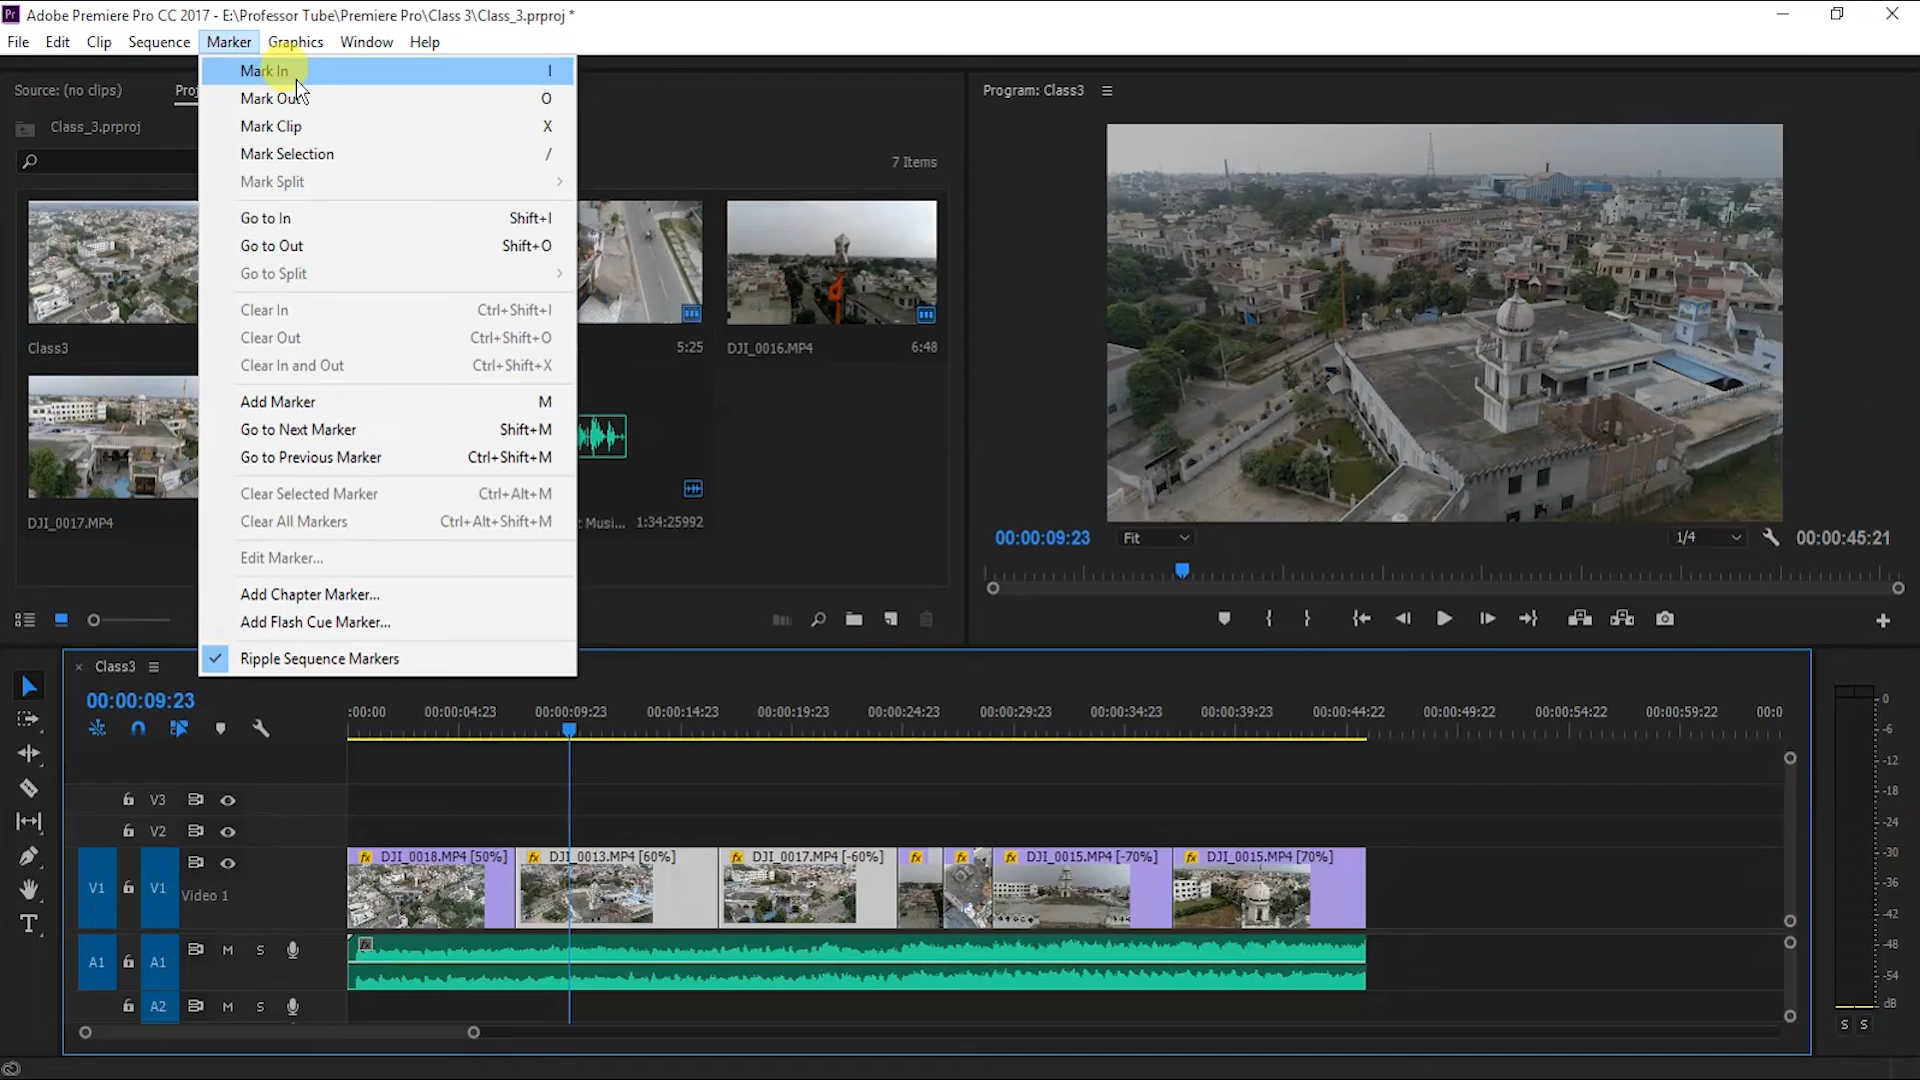 Adobe Premiere Pro CC 2017 - E:\Professor Tube\Premiere Pro\Class 3\Class_3.prproj *
File Edit Clip Sequence Marker Graphics Window Help
Mark In I
Mark Out O
Mark Clip X
Mark Selection /
Mark Split
Go to In Shift+I
Go to Out Shift+O
Go to Split
Clear In Ctrl+Shift+I
Clear Out Ctrl+Shift+O
Clear In and Out Ctrl+Shift+X
Add Marker M
Go to Next Marker Shift+M
Go to Previous Marker Ctrl+Shift+M
Clear Selected Marker Ctrl+Alt+M
Clear All Markers Ctrl+Alt+Shift+M
Edit Marker...
Add Chapter Marker...
Add Flash Cue Marker...
Ripple Sequence Markers
Source: (no clips) Proj
Class_3.prproj
7 Items
Class3
5:25
DJI_0016.MP4 6:48
DJI_0017.MP4
t Musi... 1:34:25992
Program: Class3
00:00:09:23 Fit 1/4 00:00:45:21
× Class3
00:00:09:23
:00:00 00:00:04:23 00:00:09:23 00:00:14:23 00:00:19:23 00:00:24:23 00:00:29:23 00:00:34:23 00:00:39:23 00:00:44:22 00:00:49:22 00:00:54:22 00:00:59:22 00:0
V3
V2
V1 V1 Video 1
fx DJI_0018.MP4 [50%] fx DJI_0013.MP4 [60%] fx DJI_0017.MP4 [-60%] fx fx fx DJI_0015.MP4 [-70%] fx DJI_0015.MP4 [70%]
A1 A1 M S
fx
A2 M S
0
-6
-12
-18
-24
-30
-36
-42
-48
-54
dB
S S
T